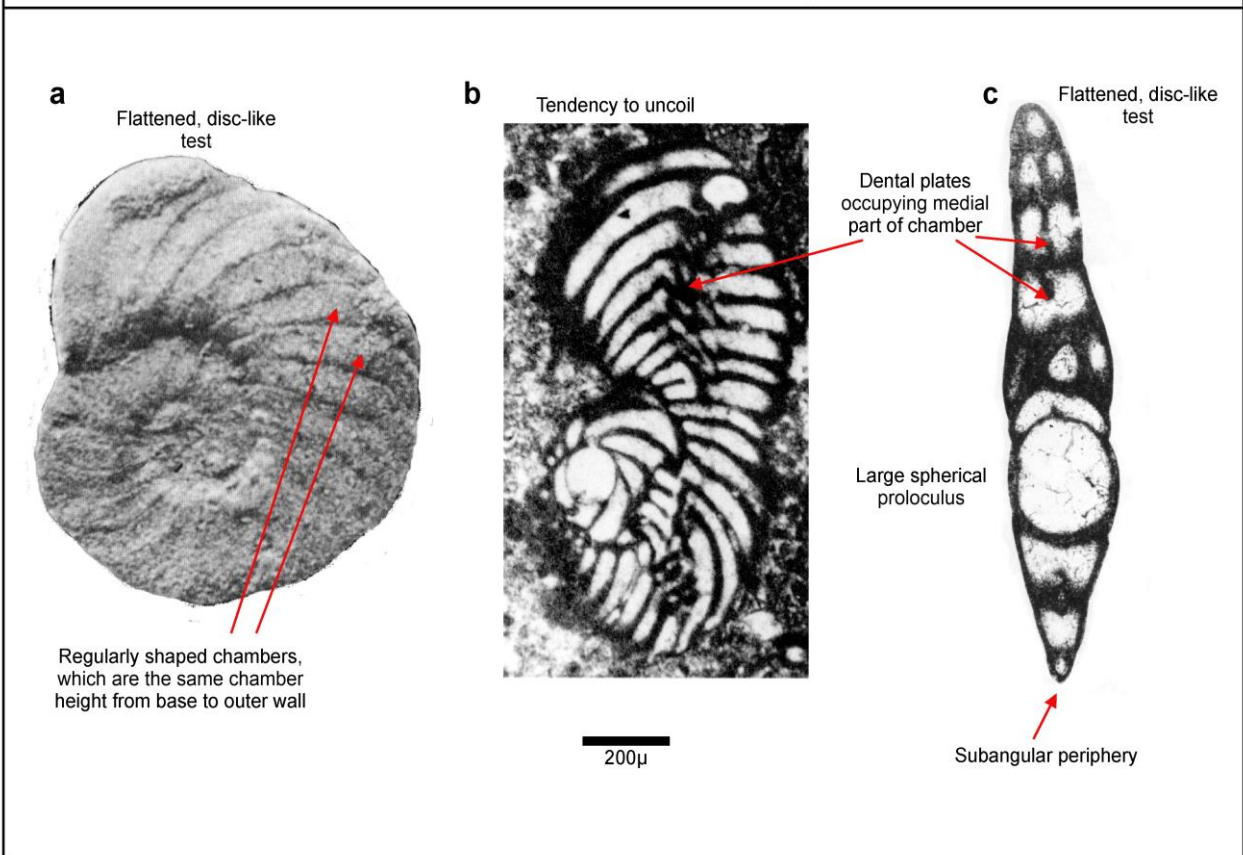 a
Flattened, disc-like
test
b
Tendency to uncoil
c
Flattened, disc-like
test
Dental plates
occupying medial
part of chamber
Large spherical
proloculus
Regularly shaped chambers,
which are the same chamber
height from base to outer wall
200µ
Subangular periphery